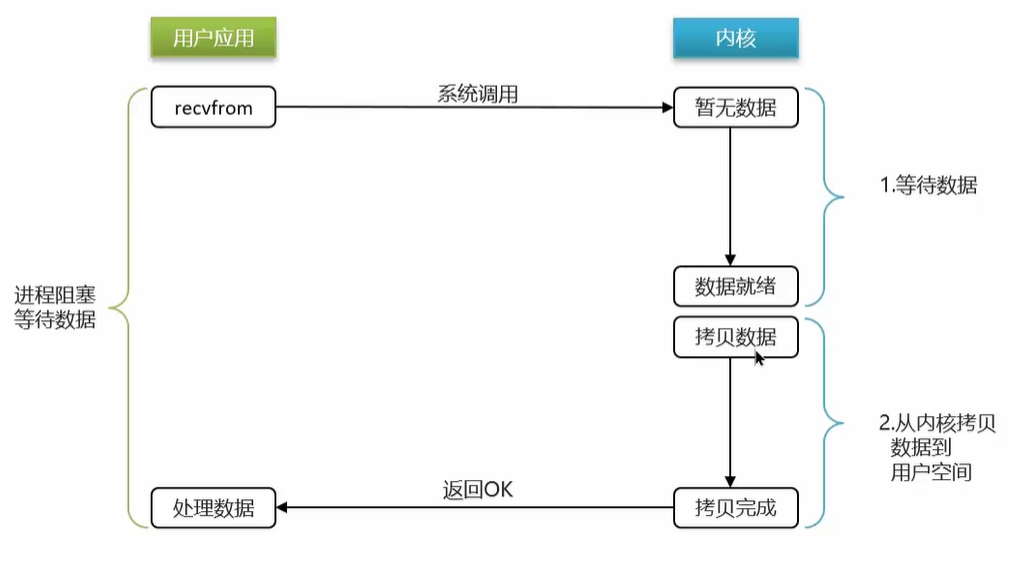 用户应用
内核
recvfrom
系统调用
暂无数据
1.等待数据
数据就绪
进程阻塞
等待数据
拷贝数据
2.从内核拷贝
数据到
用户空间
处理数据
返回OK
拷贝完成